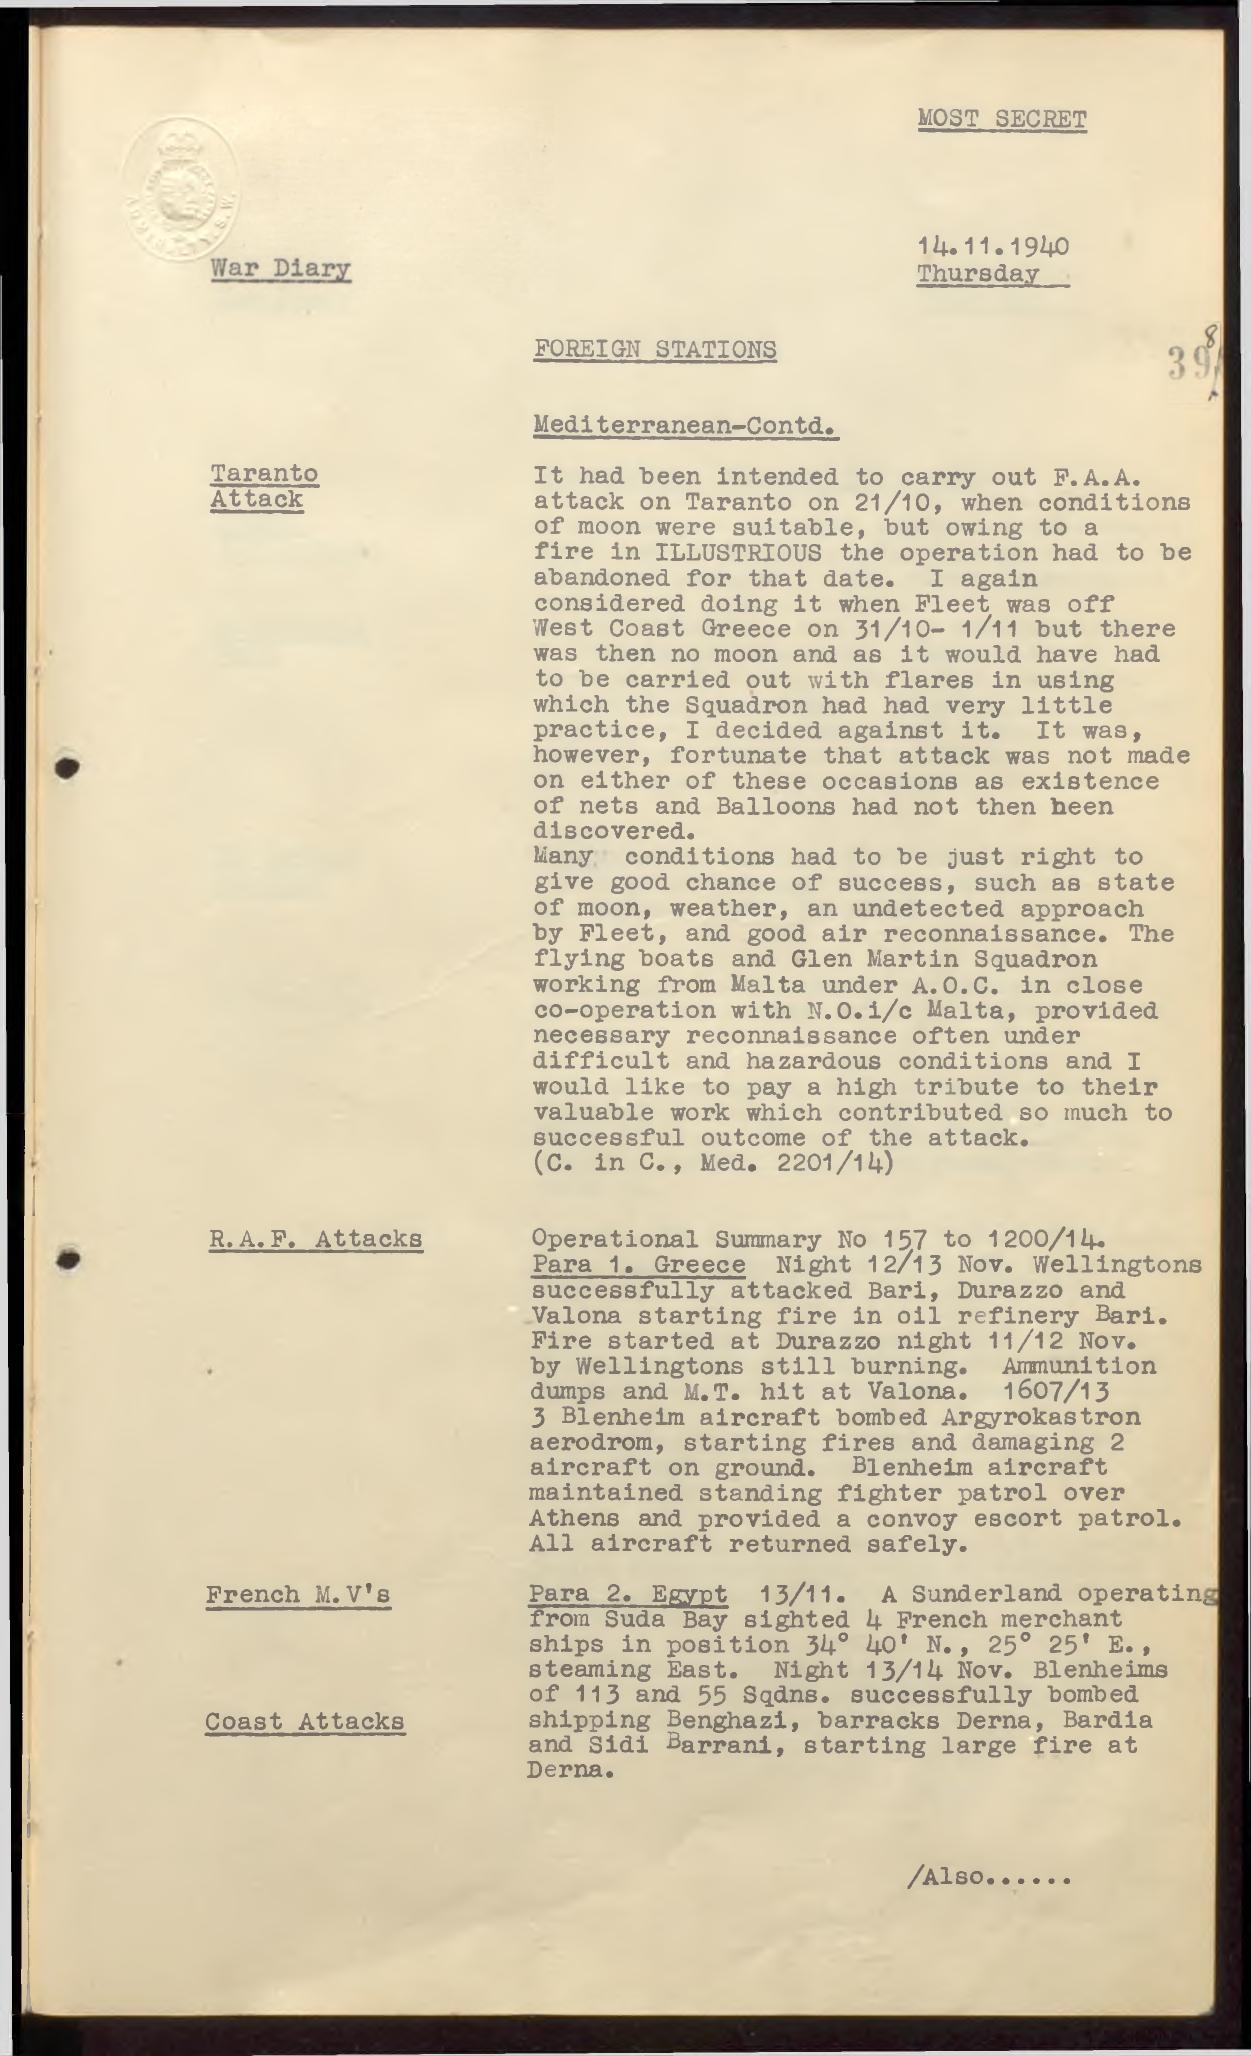 MOST SECRET
ADMIRALTY. S.W.
14.11.1940
War Diary
Thursday
FOREIGN STATIONS
398
Mediterranean-Contd.
Taranto
Attack
It had been intended to carry out F.A.A.
attack on Taranto on 21/10, when conditions
of moon were suitable, but owing to a
fire in ILLUSTRIOUS the operation had to be
abandoned for that date. I again
considered doing it when Fleet was off
West Coast Greece on 31/10- 1/11 but there
was then no moon and as it would have had
to be carried out with flares in using
which the Squadron had had very little
practice, I decided against it. It was,
however, fortunate that attack was not made
on either of these occasions as existence
of nets and Balloons had not then been
discovered.
Many conditions had to be just right to
give good chance of success, such as state
of moon, weather, an undetected approach
by Fleet, and good air reconnaissance. The
flying boats and Glen Martin Squadron
working from Malta under A.O.C. in close
co-operation with N.O.i/c Malta, provided
necessary reconnaissance often under
difficult and hazardous conditions and I
would like to pay a high tribute to their
valuable work which contributed so much to
successful outcome of the attack.
(C. in C., Med. 2201/14)
R.A.F. Attacks
Operational Summary No 157 to 1200/14.
Para 1. Greece Night 12/13 Nov. Wellingtons
successfully attacked Bari, Durazzo and
Valona starting fire in oil refinery Bari.
Fire started at Durazzo night 11/12 Nov.
by Wellingtons still burning. Ammunition
dumps and M.T. hit at Valona. 1607/13
3 Blenheim aircraft bombed Argyrokastron
aerodrom, starting fires and damaging 2
aircraft on ground. Blenheim aircraft
maintained standing fighter patrol over
Athens and provided a convoy escort patrol.
All aircraft returned safely.
French M.V's
Para 2. Egypt 13/11. A Sunderland operating
from Suda Bay sighted 4 French merchant
ships in position 34° 40' N., 25° 25' E.,
steaming East. Night 13/14 Nov. Blenheims
of 113 and 55 Sqdns. successfully bombed
Coast Attacks
shipping Benghazi, barracks Derna, Bardia
and Sidi Barrani, starting large fire at
Derna.
/Also......